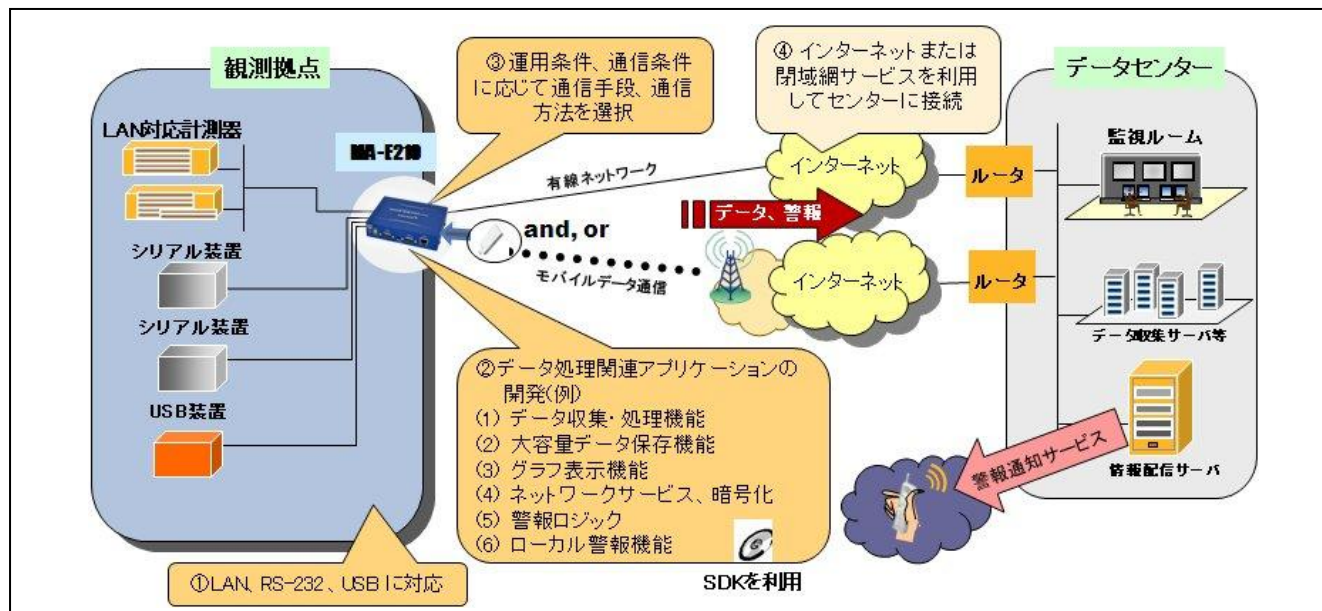 観測拠点
LAN対応計測器
MA-E210
シリアル装置
シリアル装置
USB装置
①LAN、RS-232、USBに対応
③運用条件、通信条件
に応じて通信手段、通信
方法を選択
④ インターネットまたは
閉域網サービスを利用
してセンターに接続
有線ネットワーク
and, or
モバイルデータ通信
データ、警報
インターネット
インターネット
ルータ
ルータ
②データ処理関連アプリケーションの
開発(例)
(1) データ収集・処理機能
(2) 大容量データ保存機能
(3) グラフ表示機能
(4) ネットワークサービス、暗号化
(5) 警報ロジック
(6) ローカル警報機能
SDKを利用
データセンター
監視ルーム
データ収集サーバ等
情報配信サーバ
警報通知サービス